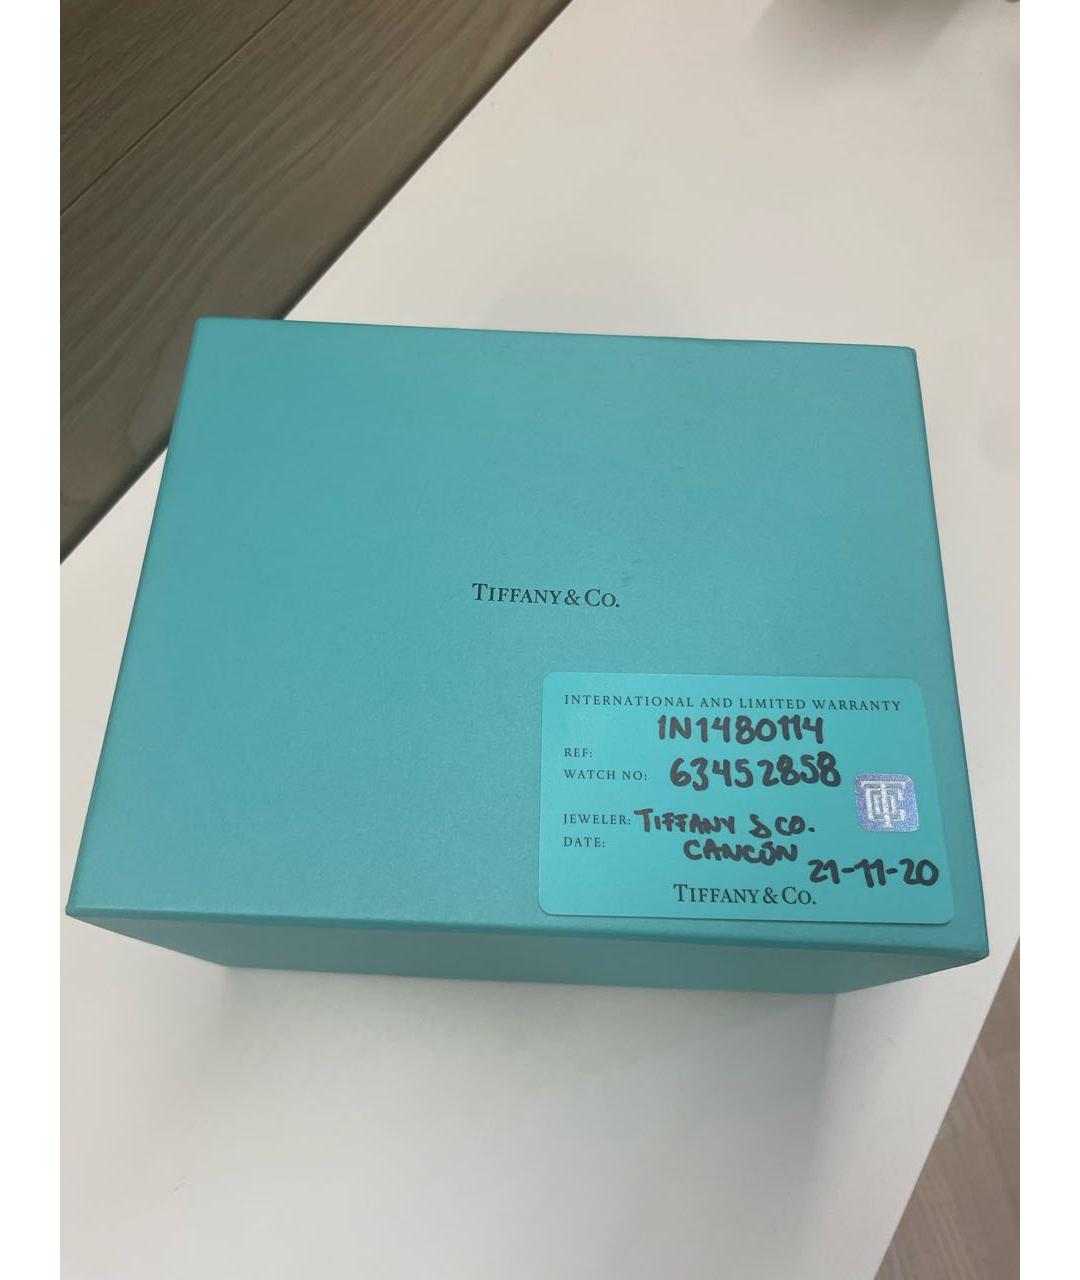 TIFFANY & CO.
INTERNATIONAL AND LIMITED WARRANTY
1N1480114
REF:
WATCH NO: 63452858
JEWELER: TIFFANY & CO.
DATE: CANCÚN
21-11-20
TIFFANY & CO.